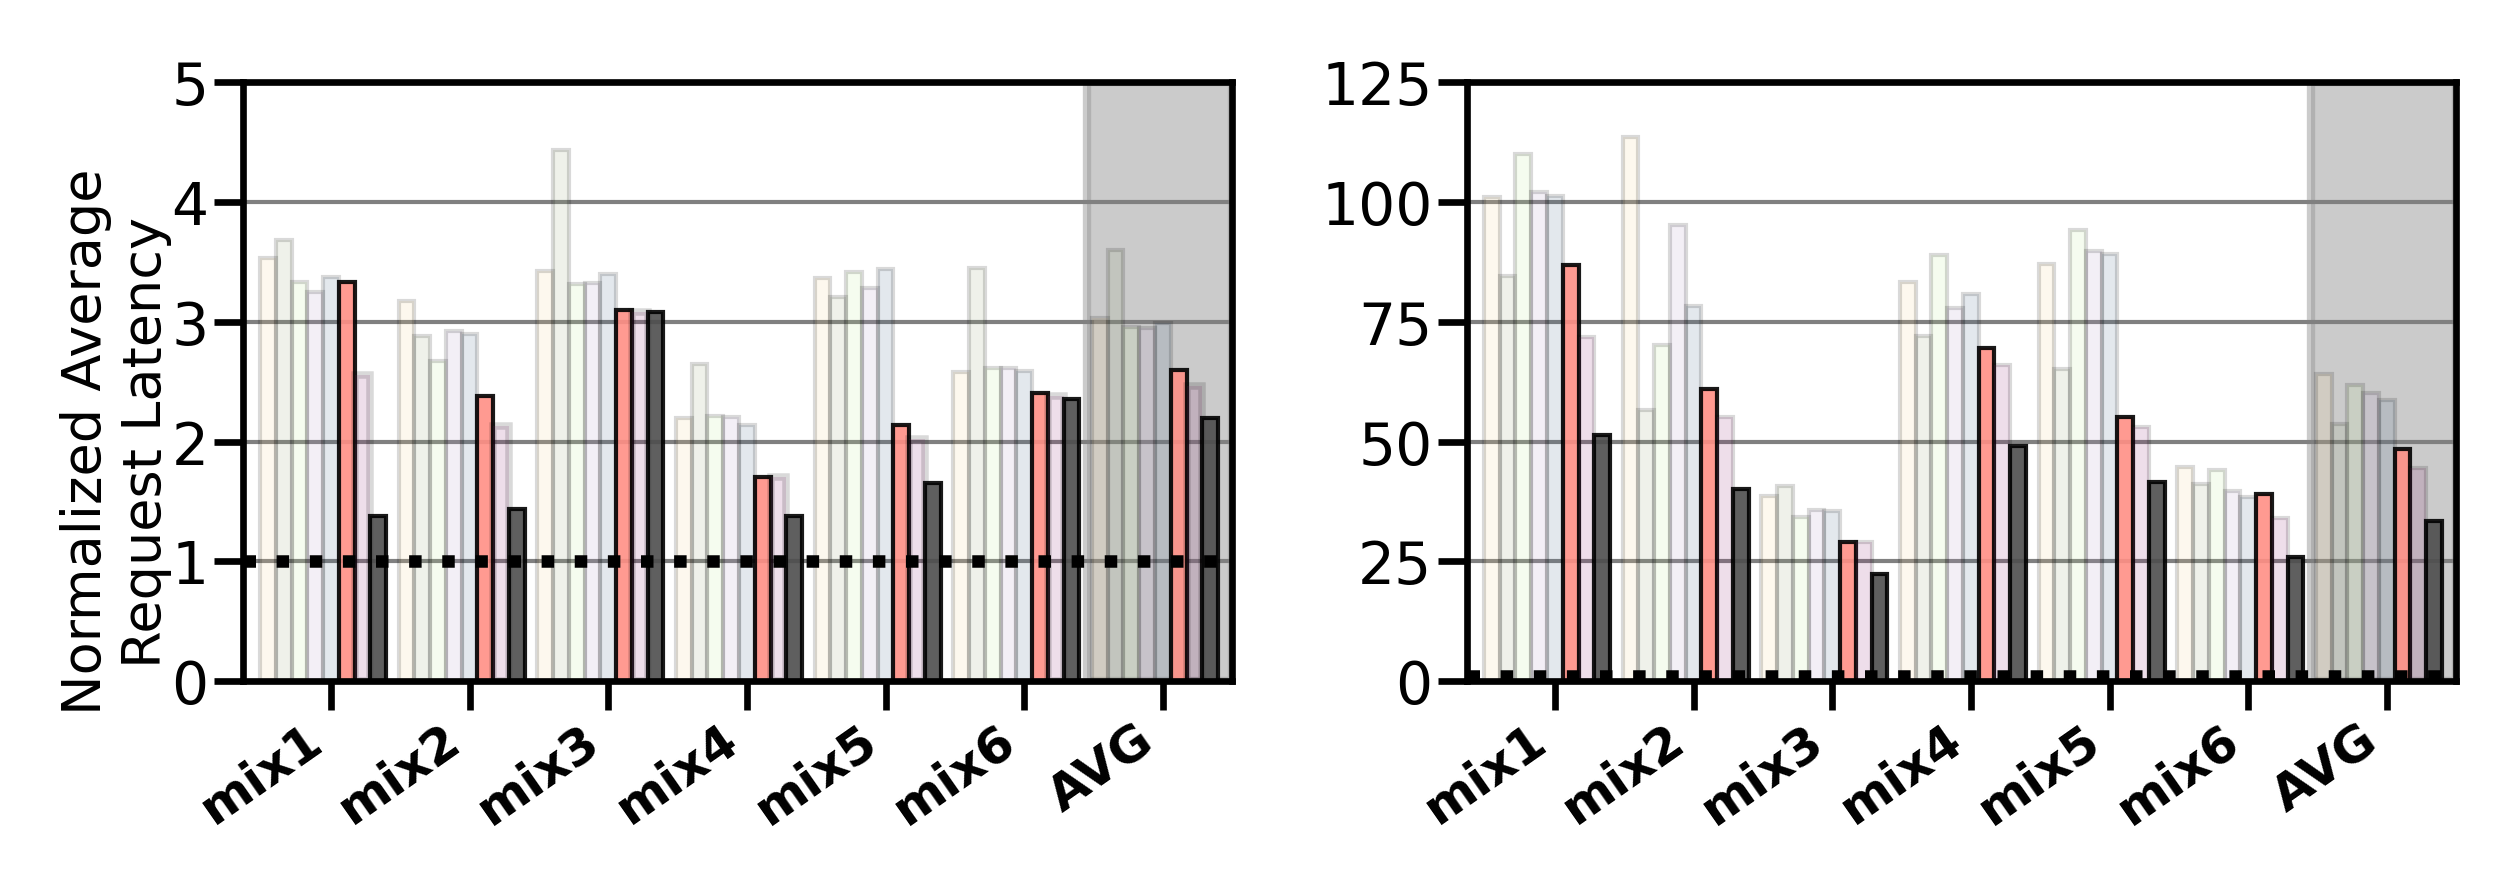 Normalized Average
Request Latency
5
4
3
2
1
0
mix1
mix2
mix3
mix4
mix5
mix6
AVG
125
100
75
50
25
0
mix1
mix2
mix3
mix4
mix5
mix6
AVG